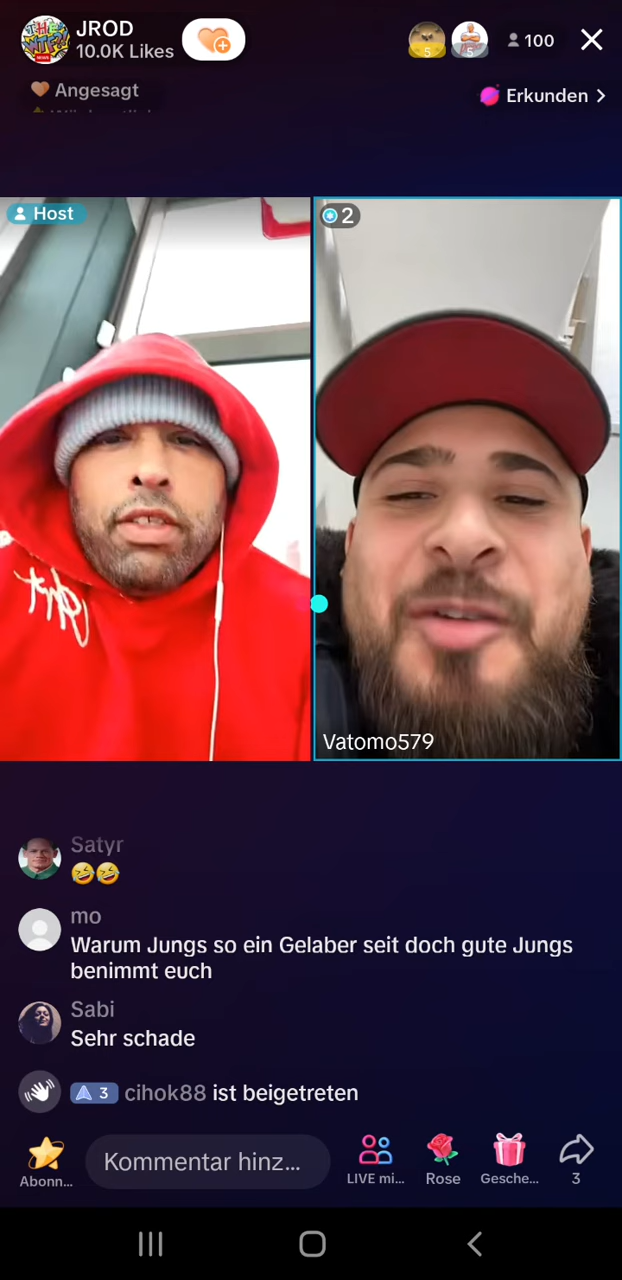 JROD
10.0K Likes
5
5
100
Angesagt
Erkunden
Host
2
Vatomo579
Satyr
mo
Warum Jungs so ein Gelaber seit doch gute Jungs
benimmt euch
Sabi
Sehr schade
3 cihok88 ist beigetreten
Kommentar hinz...
Abonn...
LIVE mi...
Rose
Gesche...
3